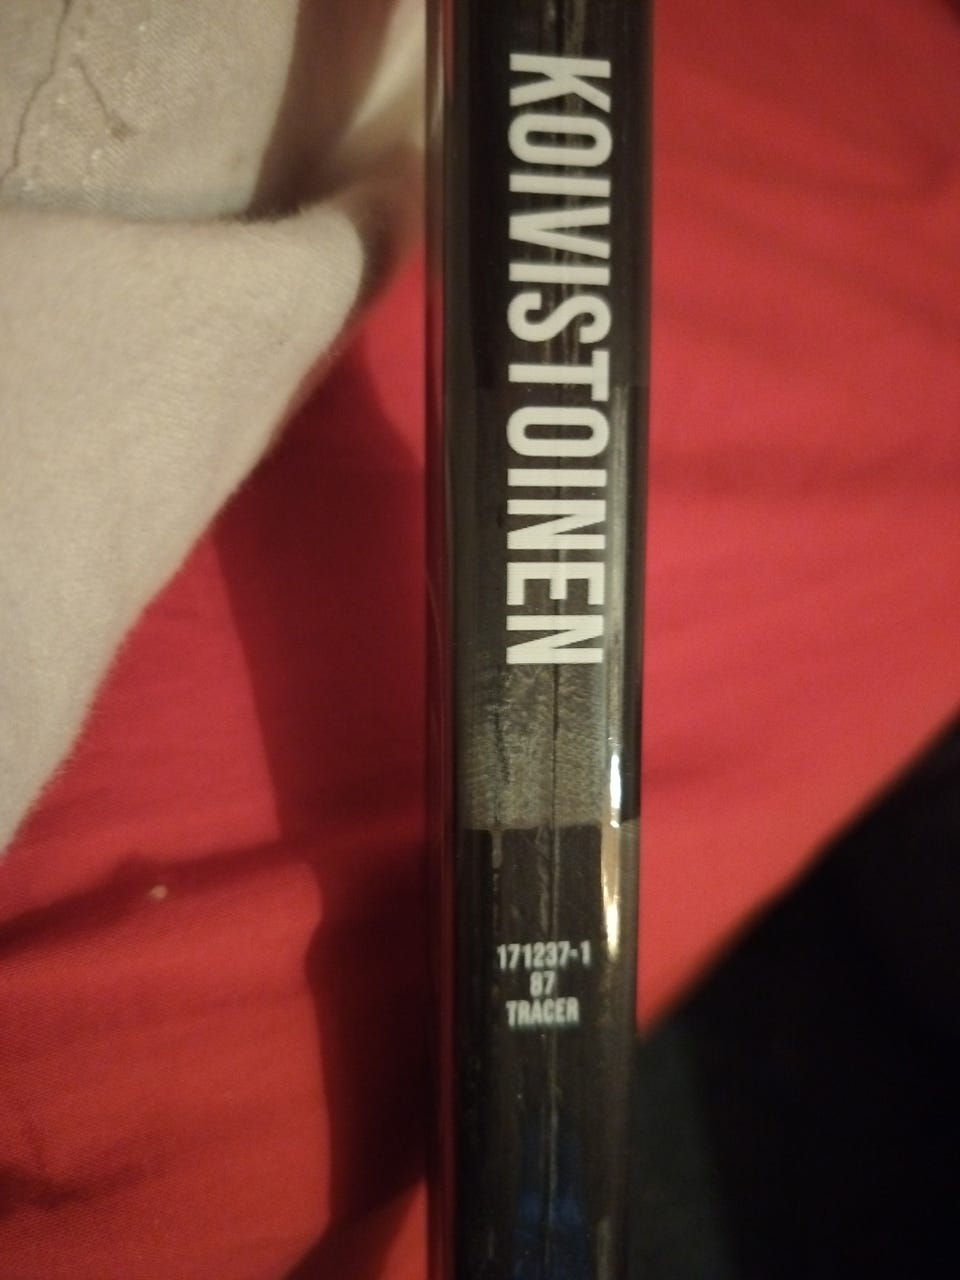 KOIVISTOINEN
171237-1
87
TRACER